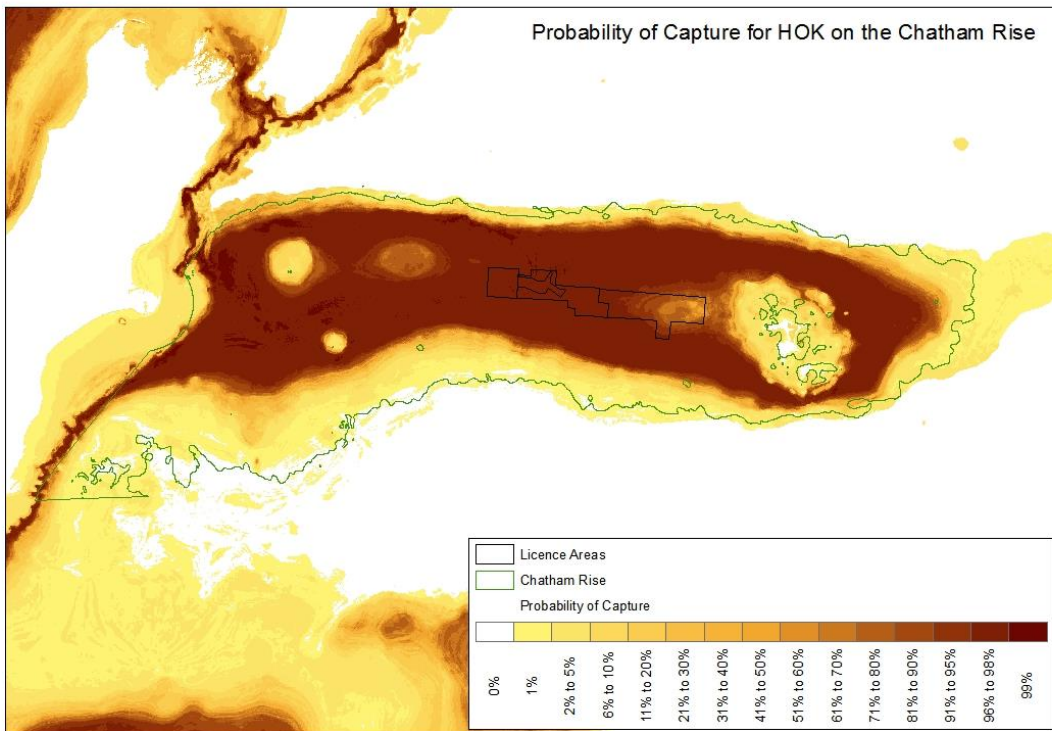 Probability of Capture for HOK on the Chatham Rise
Licence Areas
Chatham Rise
Probability of Capture
0%
1%
2% to 5%
6% to 10%
11% to 20%
21% to 30%
31% to 40%
41% to 50%
51% to 60%
61% to 70%
71% to 80%
81% to 90%
91% to 95%
96% to 98%
99%